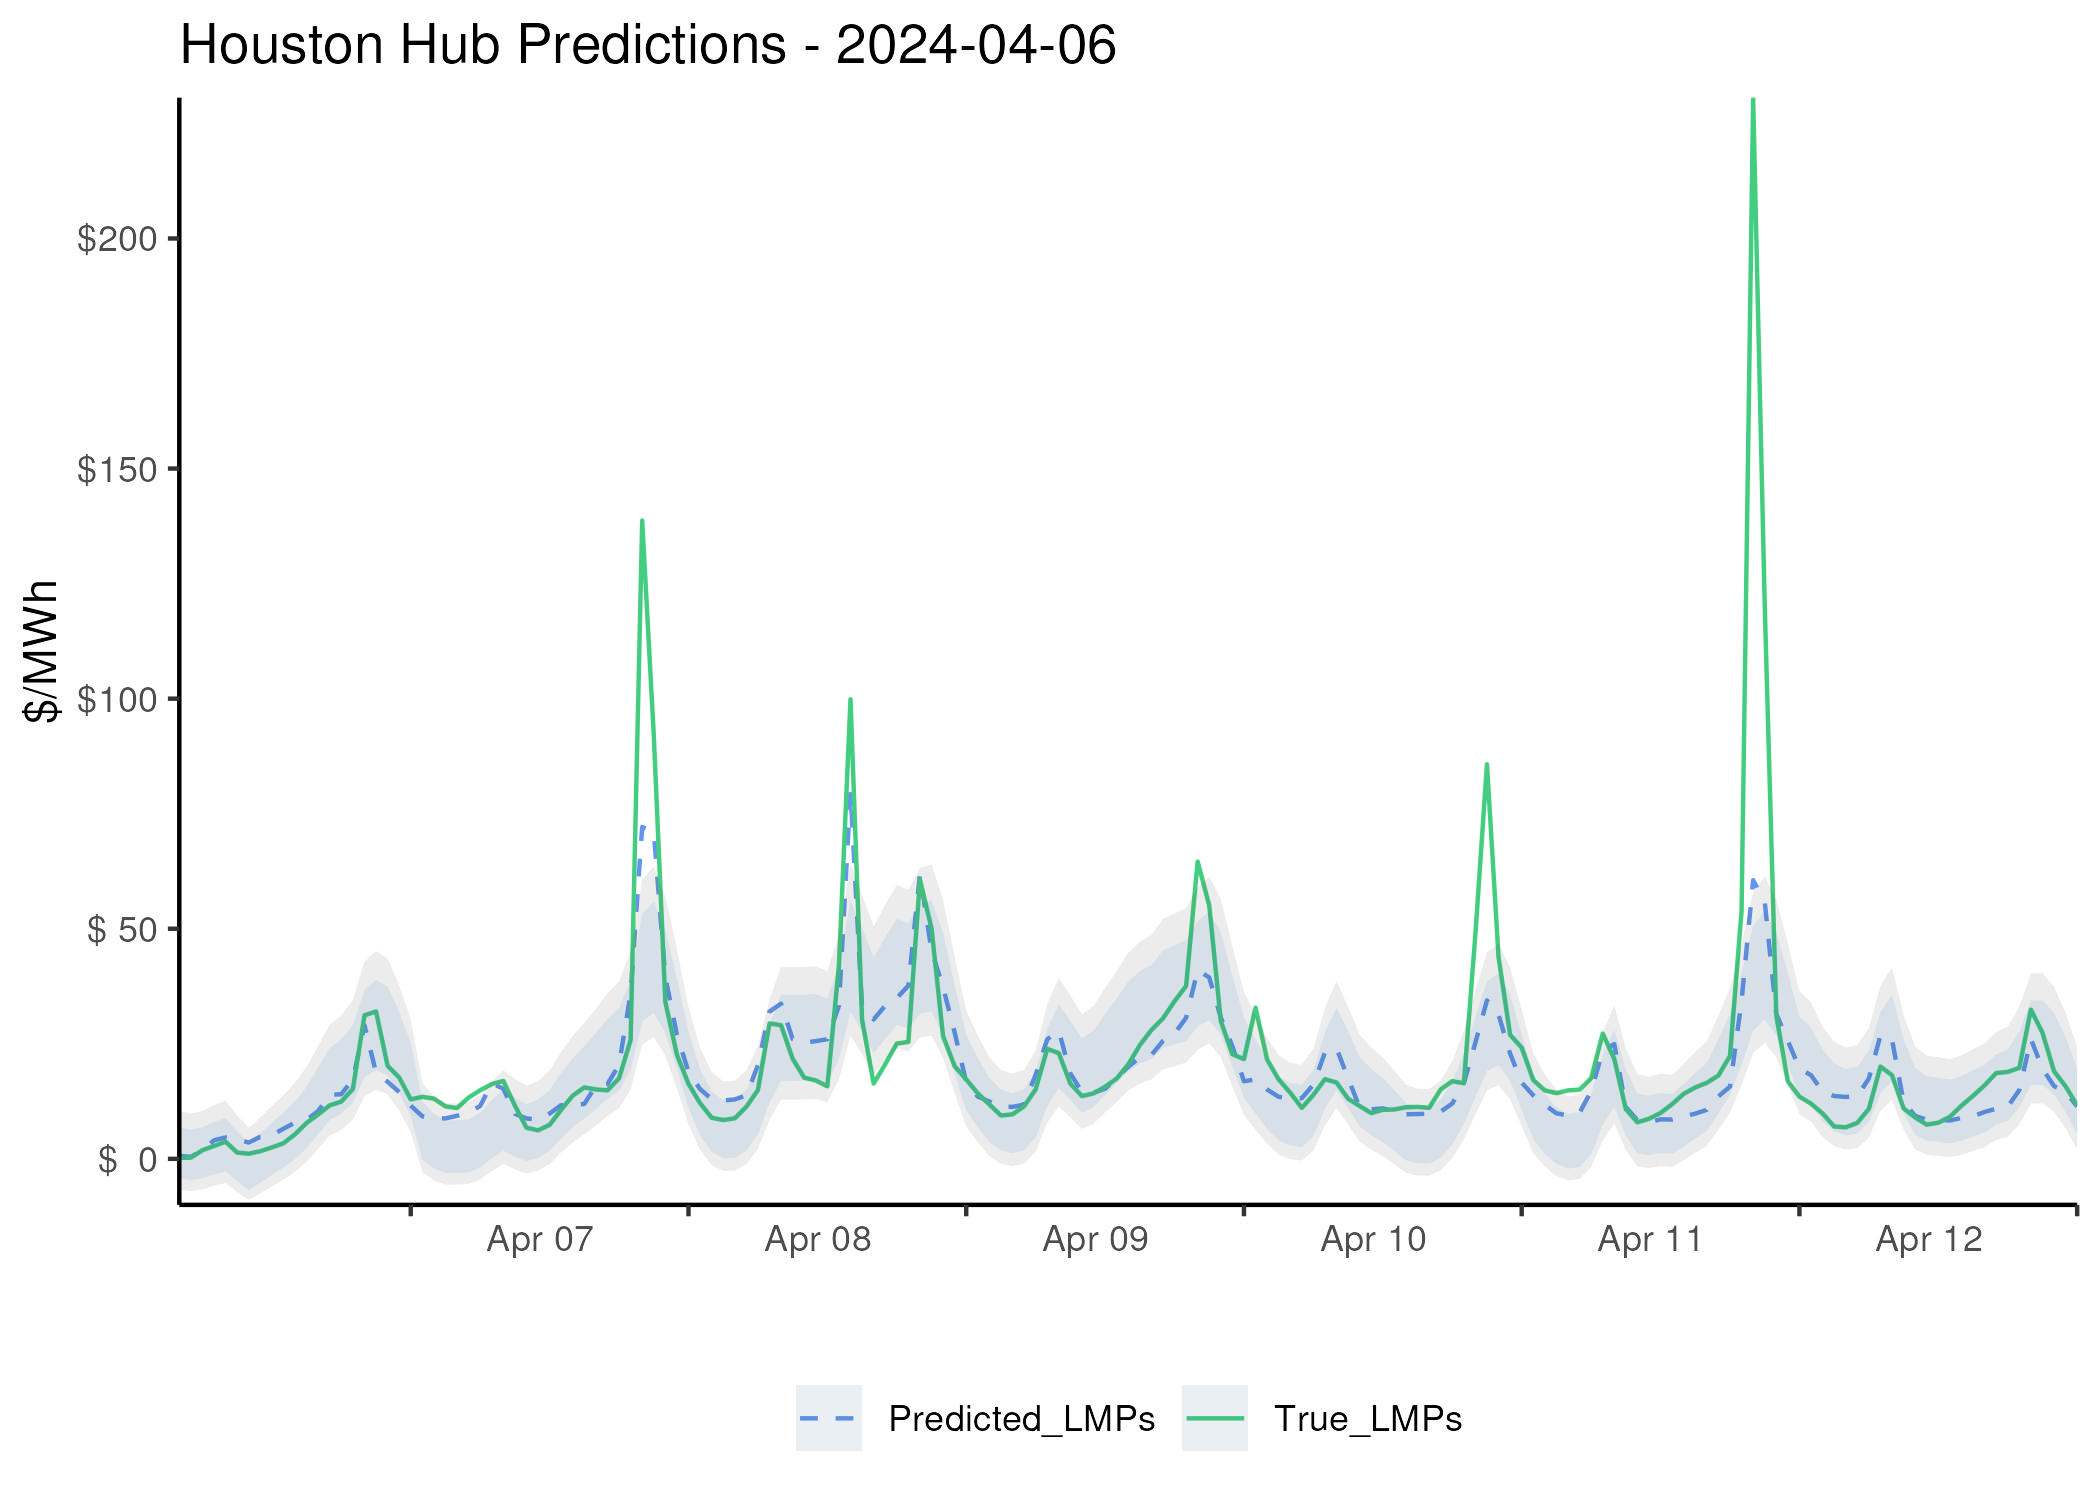 Houston Hub Predictions - 2024-04-06
$/MWh
$200
$150
$100
$ 50
$  0
Apr 07
Apr 08
Apr 09
Apr 10
Apr 11
Apr 12
Predicted_LMPs
True_LMPs